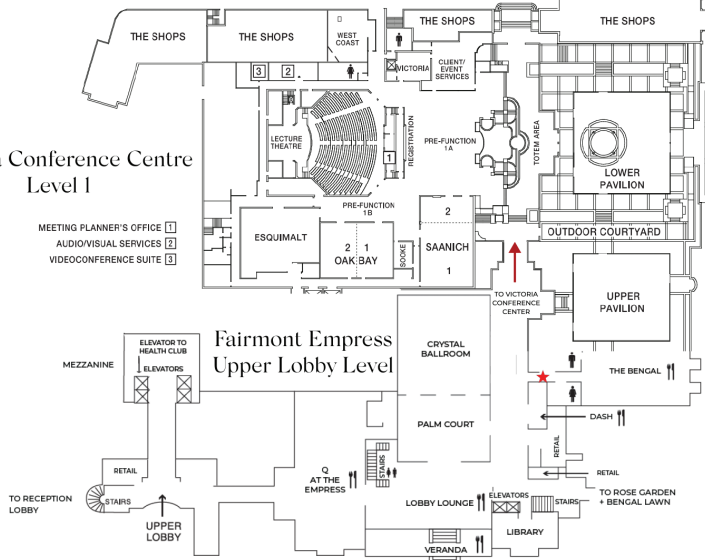 THE SHOPS
THE SHOPS
WEST
COAST
THE SHOPS
THE SHOPS
3
2
VICTORIA
CLIENT/
EVENT
SERVICES
LECTURE
THEATRE
1
REGISTRATION
PRE-FUNCTION
1A
TOTEM AREA
LOWER
PAVILION
Conference Centre
Level 1
MEETING PLANNER'S OFFICE 1
AUDIO/VISUAL SERVICES 2
VIDEOCONFERENCE SUITE 3
PRE-FUNCTION
1B
ESQUIMALT
2 1
OAK BAY
SOOKE
2
SAANICH
1
OUTDOOR COURTYARD
TO VICTORIA
CONFERENCE
CENTER
UPPER
PAVILION
Fairmont Empress
Upper Lobby Level
MEZZANINE
ELEVATOR TO
HEALTH CLUB
ELEVATORS
CRYSTAL
BALLROOM
THE BENGAL
PALM COURT
DASH
RETAIL
RETAIL
Q
AT THE
EMPRESS
STAIRS
RETAIL
TO RECEPTION
LOBBY
STAIRS
UPPER
LOBBY
LOBBY LOUNGE
ELEVATORS
STAIRS
TO ROSE GARDEN
+ BENGAL LAWN
LIBRARY
VERANDA